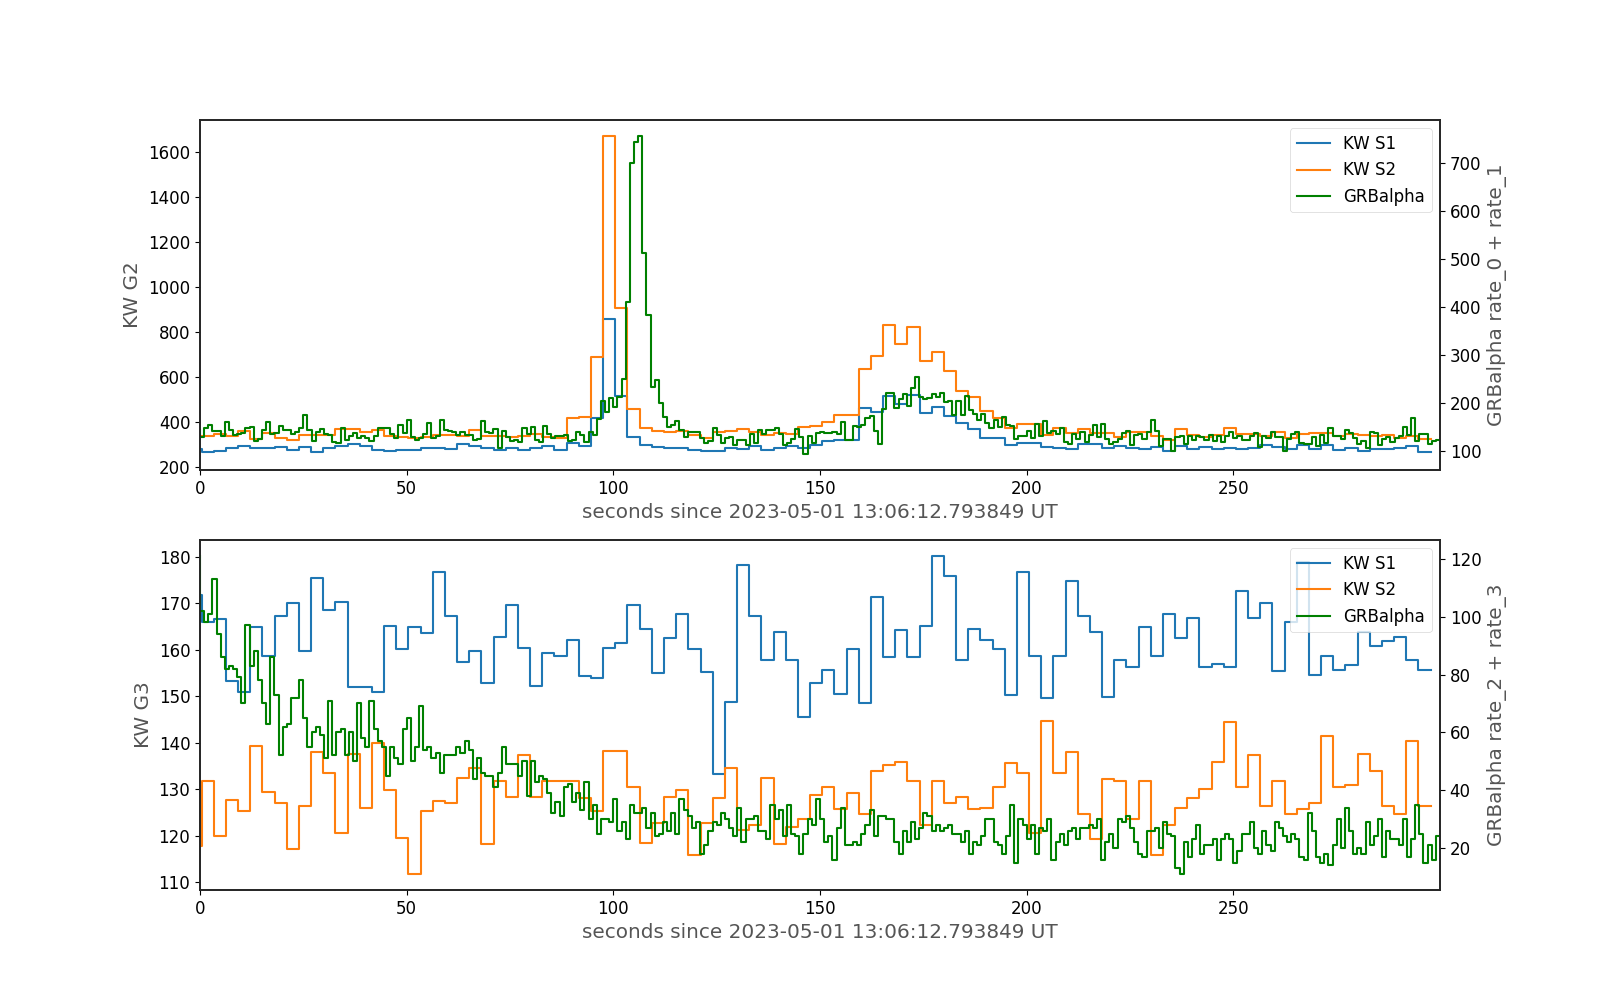 1600
1400
1200
1000
800
600
400
200
KW G2
KW S1
KW S2
GRBalpha
700
600
500
400
300
200
100
GRBalpha rate_0 + rate_1
0 50 100 150 200 250
seconds since 2023-05-01 13:06:12.793849 UT
180
170
160
150
140
130
120
110
KW G3
KW S1
KW S2
GRBalpha
120
100
80
60
40
20
GRBalpha rate_2 + rate_3
0 50 100 150 200 250
seconds since 2023-05-01 13:06:12.793849 UT